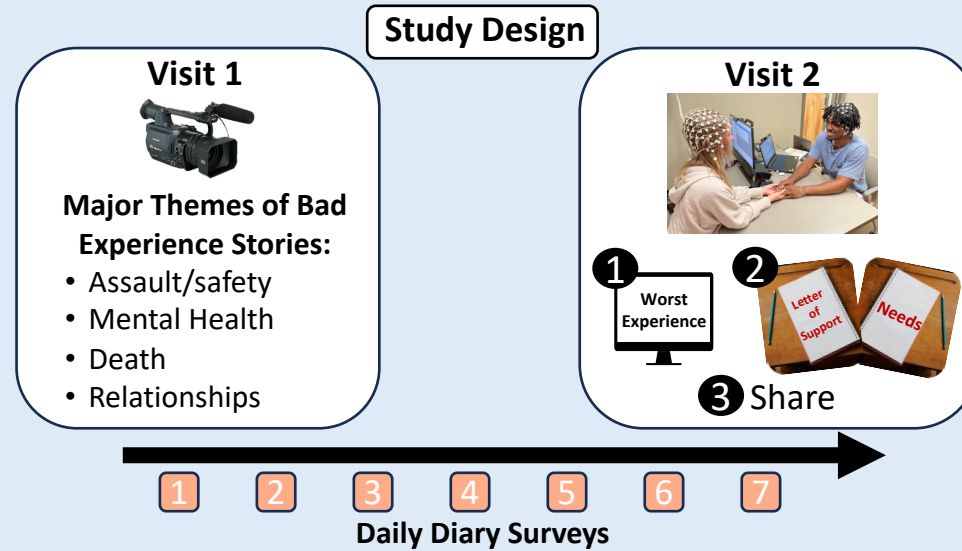 Study Design
Visit 1
Major Themes of Bad
Experience Stories:
• Assault/safety
• Mental Health
• Death
• Relationships
Visit 2
1
Worst
Experience
2
Letter
of
Support
Needs
3 Share
1 2 3 4 5 6 7
Daily Diary Surveys